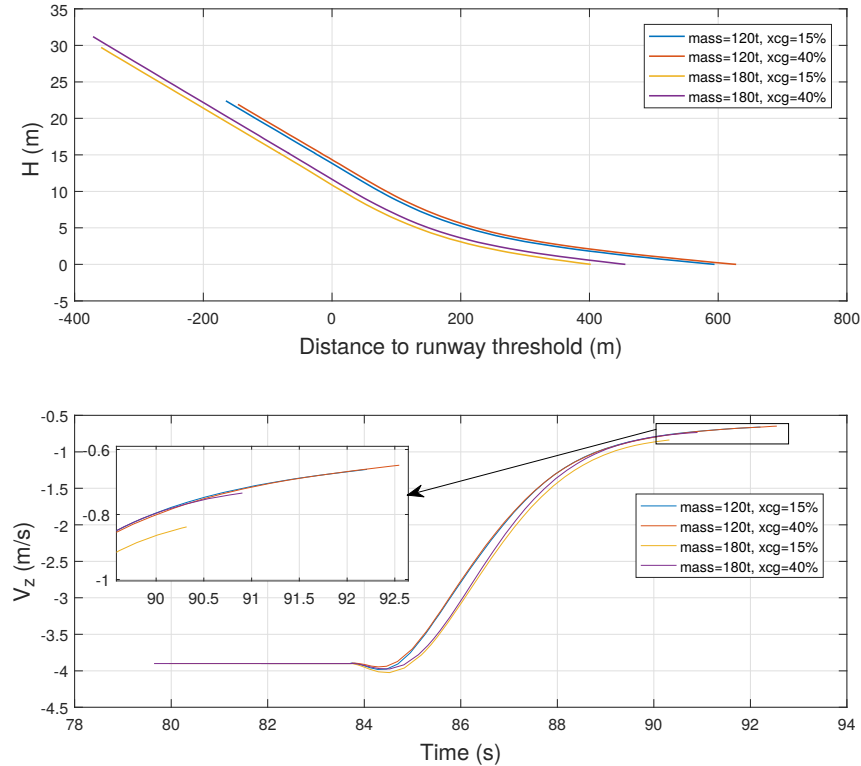 35
30
25
20
15
10
5
0
-5
H (m)
mass=120t, xcg=15%
mass=120t, xcg=40%
mass=180t, xcg=15%
mass=180t, xcg=40%
-400 -200 0 200 400 600 800
Distance to runway threshold (m)
-0.5
-1
-1.5
-2
-2.5
-3
-3.5
-4
-4.5
V_z (m/s)
-0.6
-0.8
-1
90 90.5 91 91.5 92 92.5
mass=120t, xcg=15%
mass=120t, xcg=40%
mass=180t, xcg=15%
mass=180t, xcg=40%
78 80 82 84 86 88 90 92 94
Time (s)